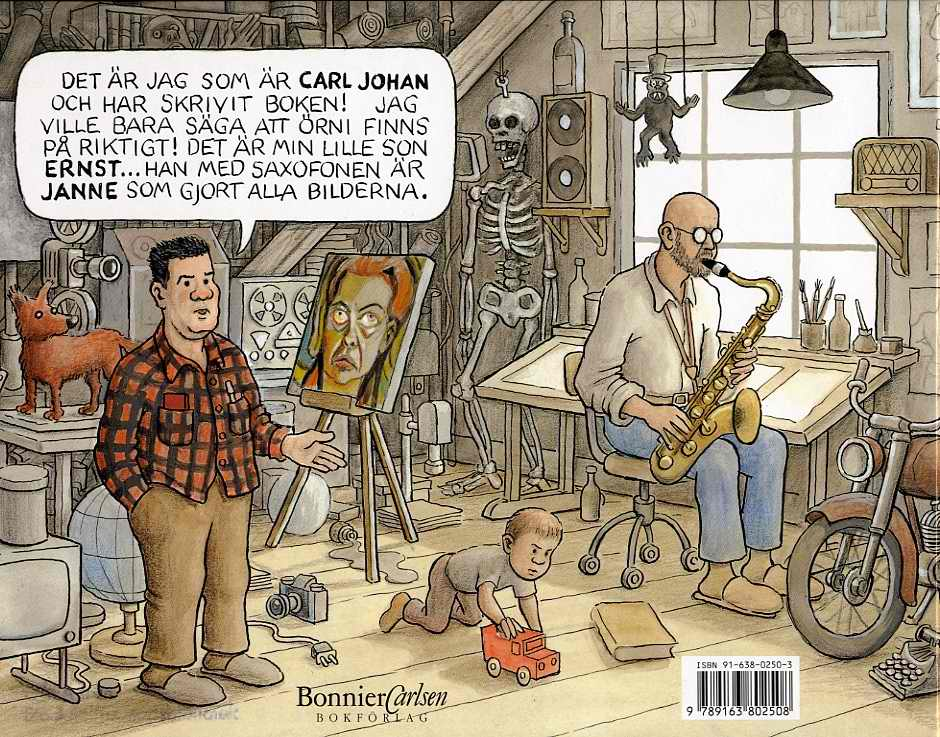 DET ÄR JAG SOM ÄR CARL JOHAN
OCH HAR SKRIVIT BOKEN! JAG
VILLE BARA SÄGA ATT ÖRNI FINNS
PÅ RIKTIGT! DET ÄR MIN LILLE SON
ERNST... HAN MED SAXOFONEN ÄR
JANNE SOM GJORT ALLA BILDERNA.
BonnierCarlsen
BOKFÖRLAG
ISBN 91-638-0250-3
9 789163 802508